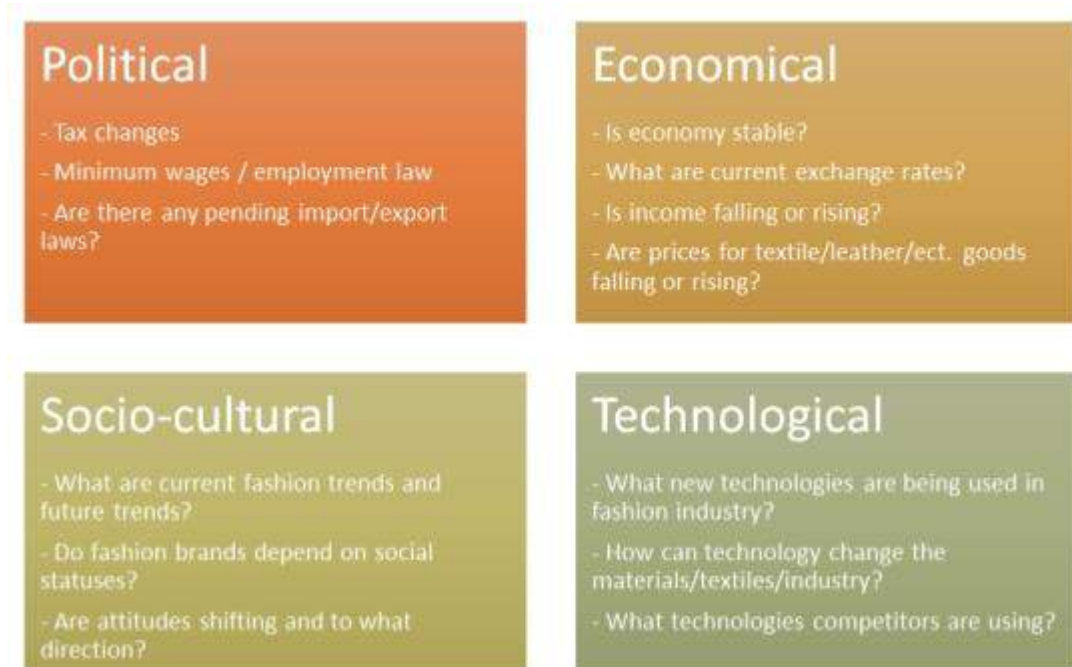 Political
- Tax changes
- Minimum wages / employment law
- Are there any pending import/export
laws?
Economical
- Is economy stable?
- What are current exchange rates?
- Is income falling or rising?
- Are prices for textile/leather/ect. goods
falling or rising?
Socio-cultural
- What are current fashion trends and
future trends?
- Do fashion brands depend on social
statuses?
- Are attitudes shifting and to what
direction?
Technological
- What new technologies are being used in
fashion industry?
- How can technology change the
materials/textiles/industry?
- What technologies competitors are using?